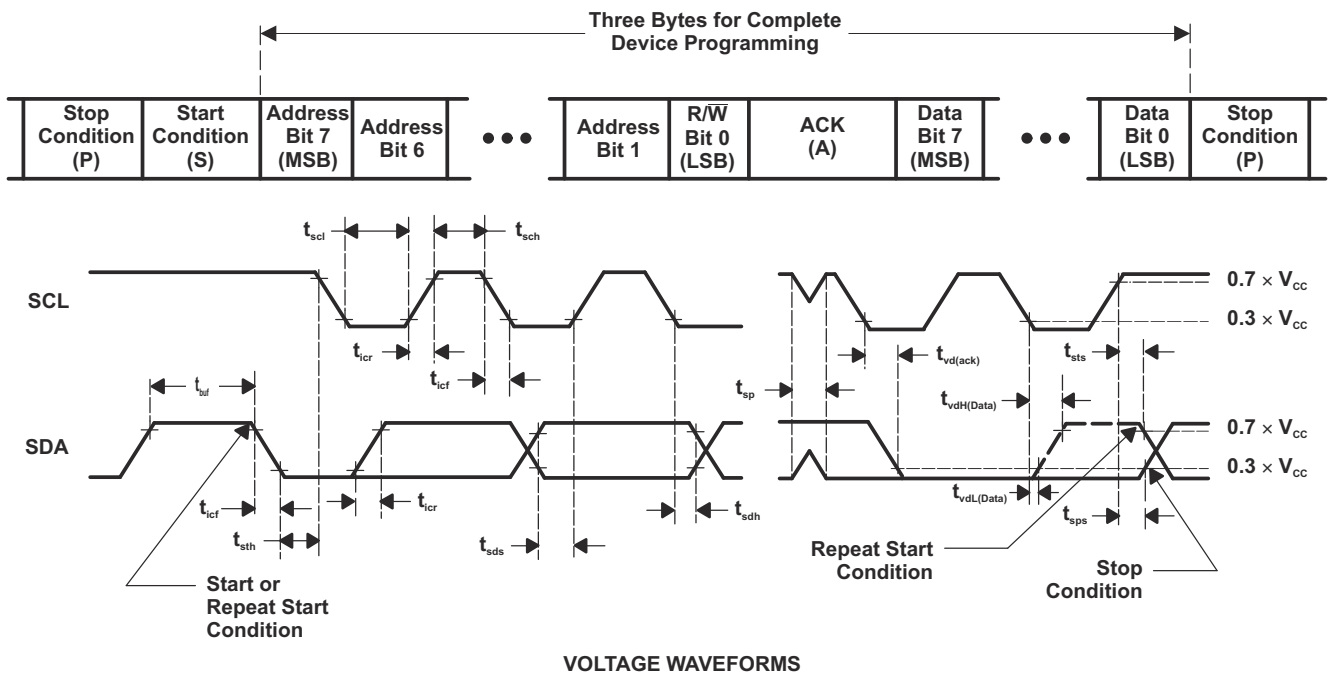 Three Bytes for Complete
Device Programming
Stop
Condition
(P)
Start
Condition
(S)
Address
Bit 7
(MSB)
Address
Bit 6
•••
Address
Bit 1
R/W̅
Bit 0
(LSB)
ACK
(A)
Data
Bit 7
(MSB)
•••
Data
Bit 0
(LSB)
Stop
Condition
(P)
tscl
tsch
SCL
0.7 × VCC
0.3 × VCC
ticr
ticf
tvd(ack)
tsts
tbuf
tsp
tvdH(Data)
SDA
0.7 × VCC
0.3 × VCC
ticf
ticr
tsth
tsds
tsdh
tvdL(Data)
tsps
Start or
Repeat Start
Condition
Repeat Start
Condition
Stop
Condition
VOLTAGE WAVEFORMS